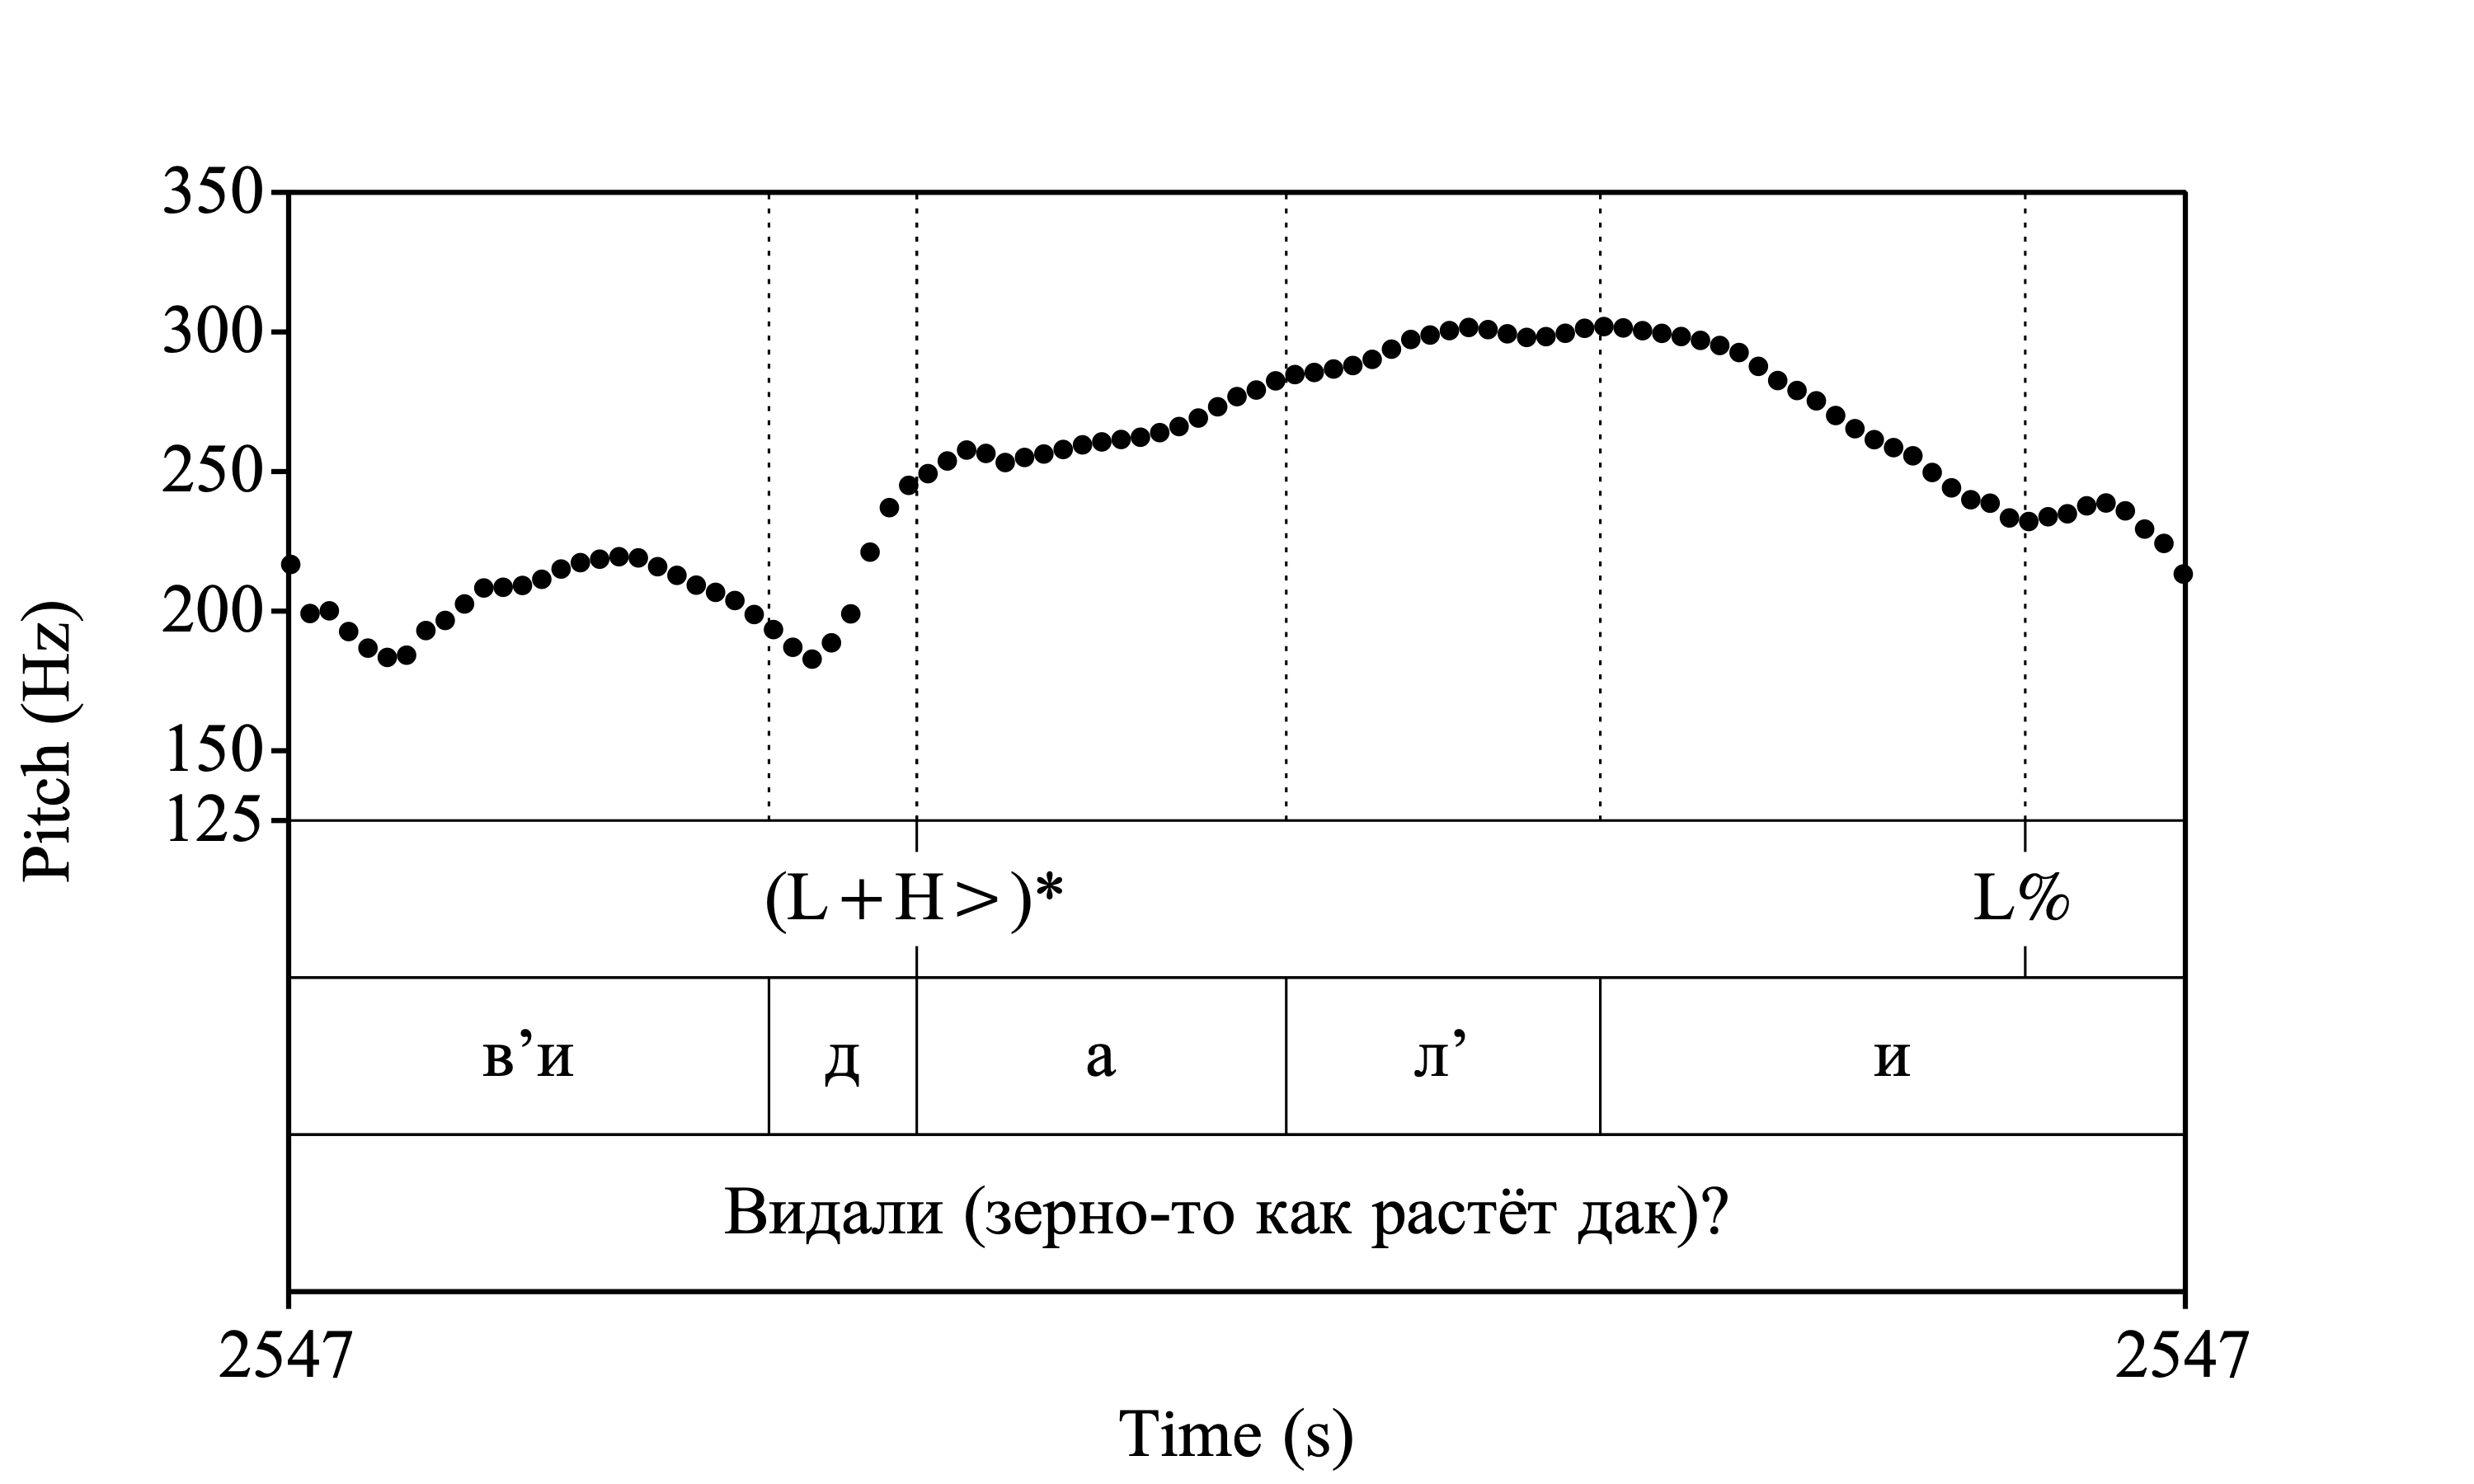 350
300
250
200
150
125
Pitch (Hz)
(L + H >)* L%
в’и д а л’ и
Видали (зерно-то как растёт дак)?
2547 2547
Time (s)